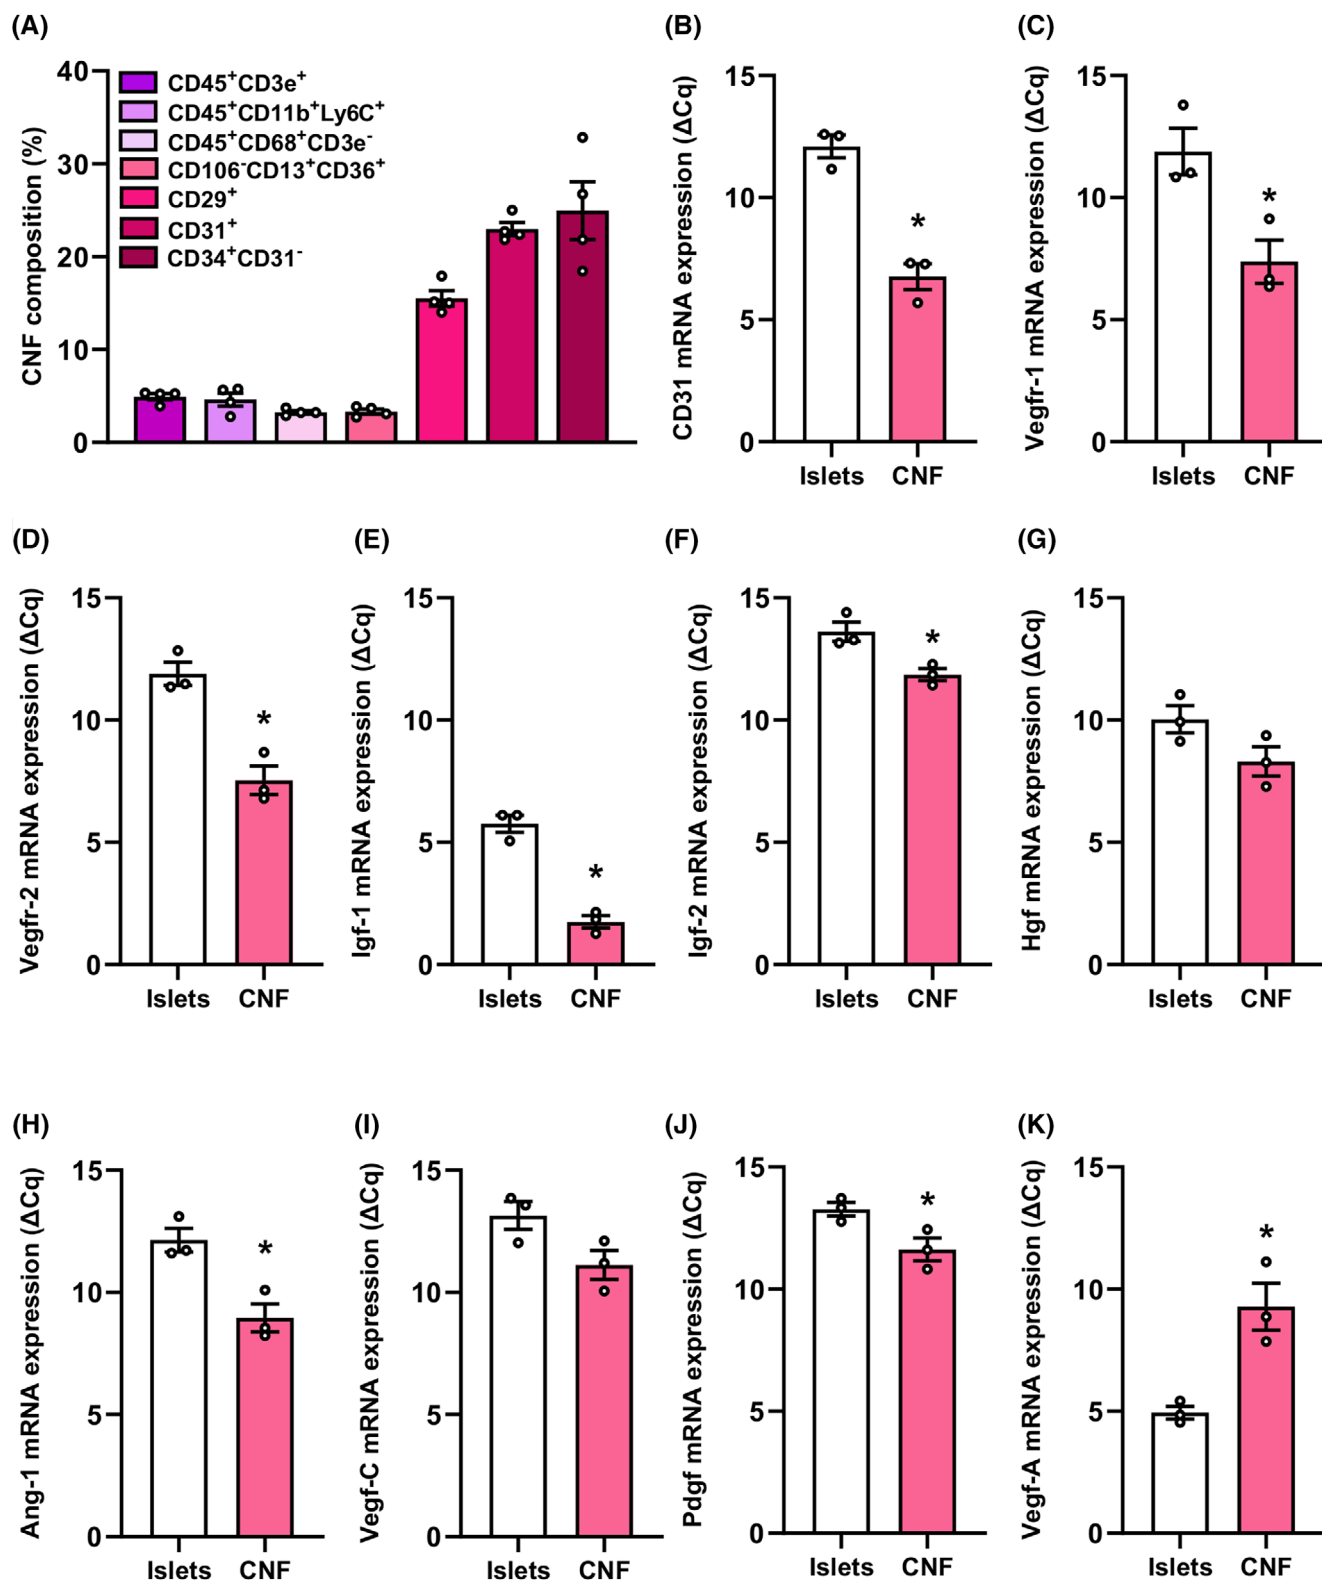 (A)
CNF composition (%)
40
30
20
10
0
CD45⁺CD3e⁺
CD45⁺CD11b⁺Ly6C⁺
CD45⁺CD68⁺CD3e⁻
CD106⁻CD13⁺CD36⁺
CD29⁺
CD31⁺
CD34⁺CD31⁻
(B)
CD31 mRNA expression (ΔCq)
15
10
5
0
*
Islets CNF
(C)
Vegfr-1 mRNA expression (ΔCq)
15
10
5
0
*
Islets CNF
(D)
Vegfr-2 mRNA expression (ΔCq)
15
10
5
0
*
Islets CNF
(E)
Igf-1 mRNA expression (ΔCq)
15
10
5
0
*
Islets CNF
(F)
Igf-2 mRNA expression (ΔCq)
15
10
5
0
*
Islets CNF
(G)
Hgf mRNA expression (ΔCq)
15
10
5
0
Islets CNF
(H)
Ang-1 mRNA expression (ΔCq)
15
10
5
0
*
Islets CNF
(I)
Vegf-C mRNA expression (ΔCq)
15
10
5
0
Islets CNF
(J)
Pdgf mRNA expression (ΔCq)
15
10
5
0
*
Islets CNF
(K)
Vegf-A mRNA expression (ΔCq)
15
10
5
0
*
Islets CNF